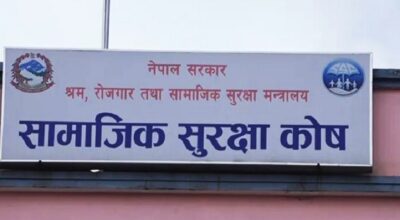 नेपाल सरकार
श्रम, रोजगार तथा सामाजिक सुरक्षा मन्त्रालय
सामाजिक सुरक्षा कोष